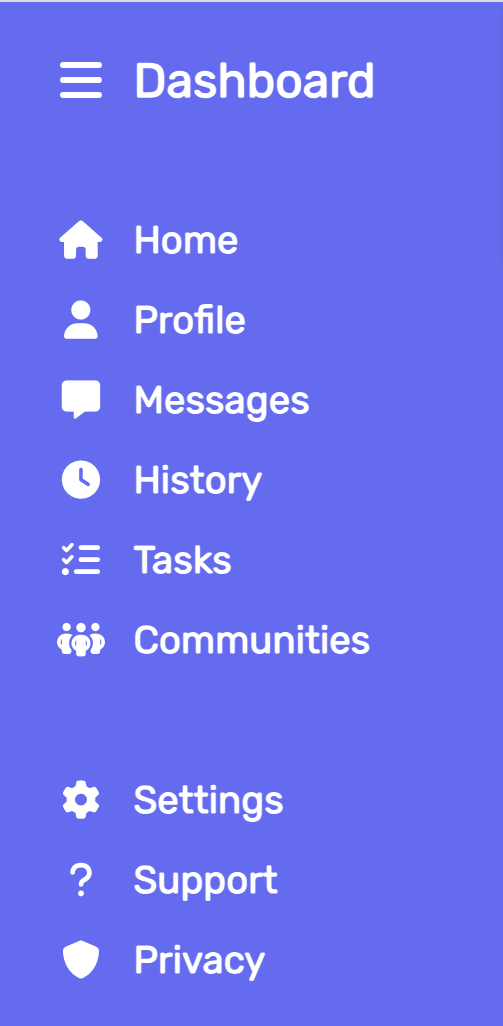 Dashboard
Home
Profile
Messages
History
Tasks
Communities
Settings
Support
Privacy